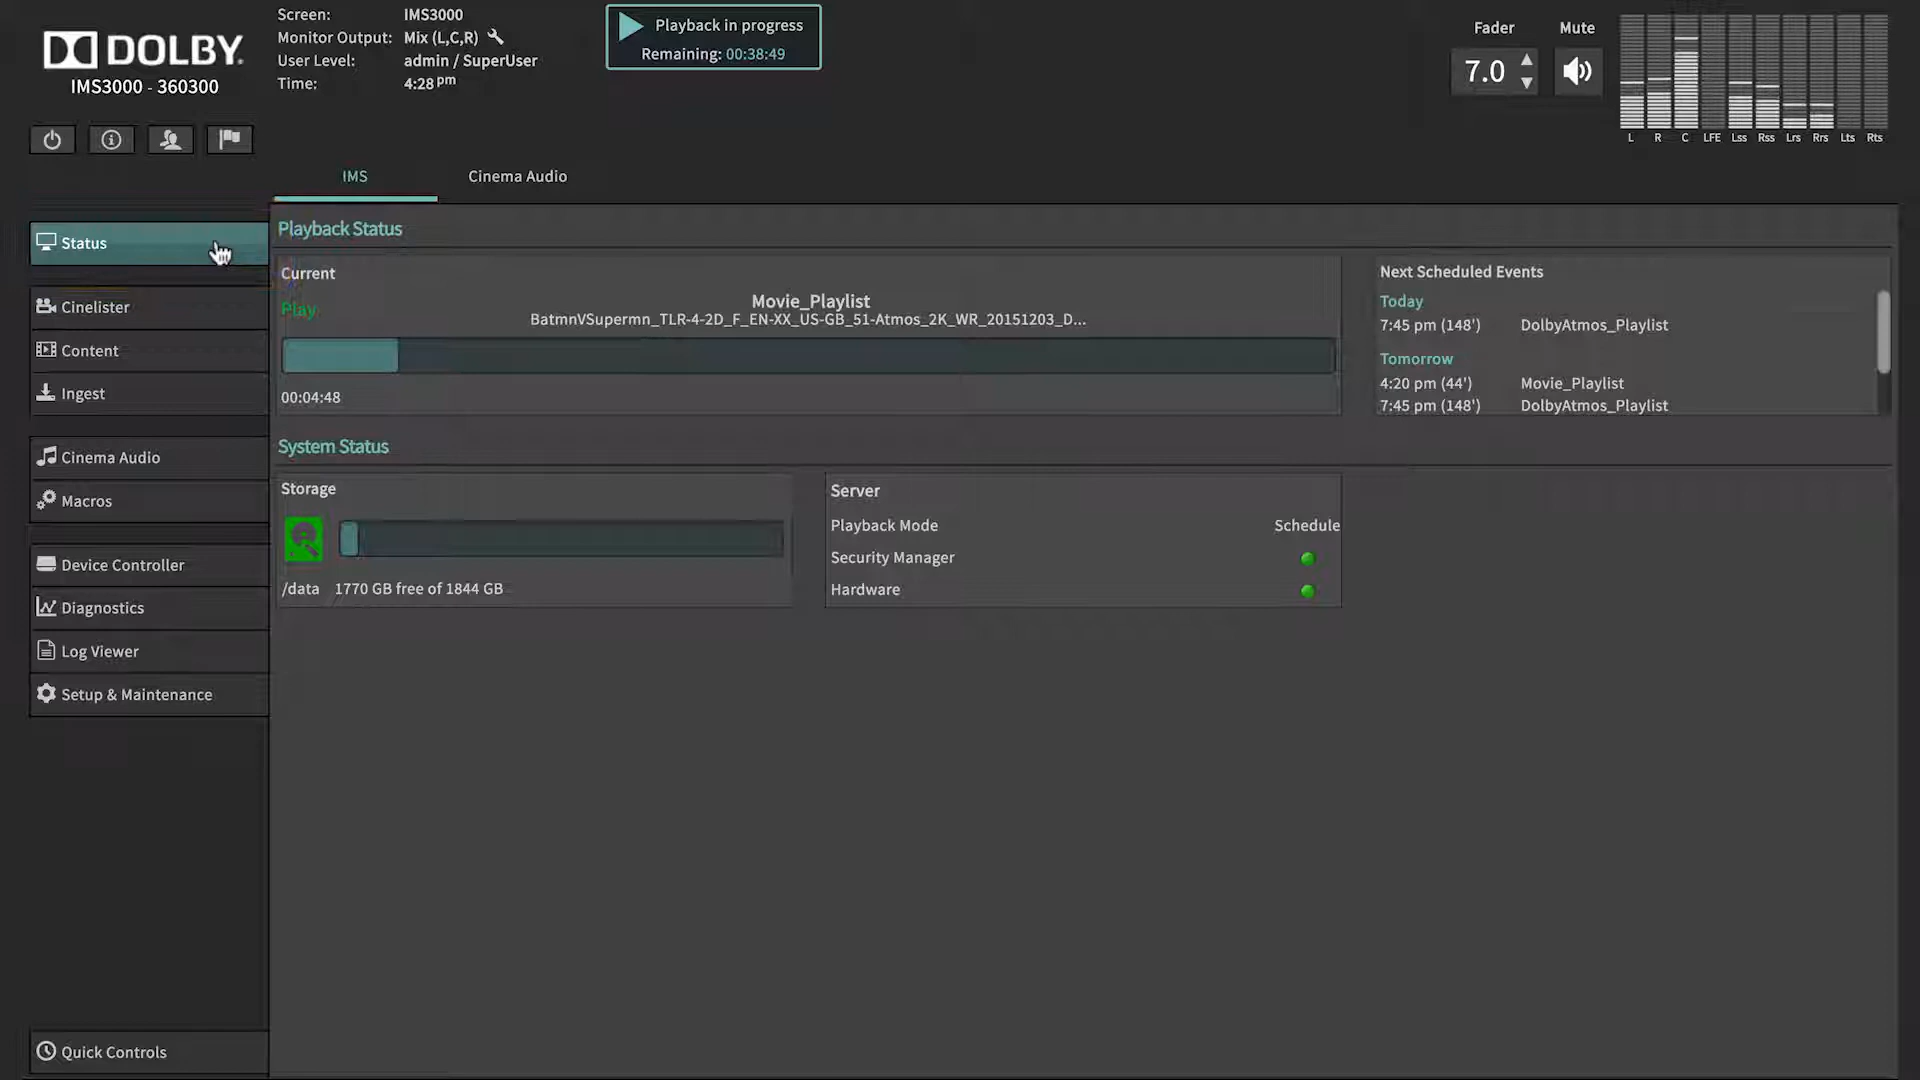 DOLBY
IMS3000 - 360300
Screen: IMS3000
Monitor Output: Mix (L,C,R)
User Level: admin / SuperUser
Time: 4:28 pm
Playback in progress
Remaining: 00:38:49
Fader
Mute
7.0
L R C LFE Lss Rss Lrs Rrs Lts Rts
IMS
Cinema Audio
Status
Cinelister
Content
Ingest
Cinema Audio
Macros
Device Controller
Diagnostics
Log Viewer
Setup & Maintenance
Quick Controls
Playback Status
Current
Play
Movie_Playlist
BatmnVSupermn_TLR-4-2D_F_EN-XX_US-GB_51-Atmos_2K_WR_20151203_D...
00:04:48
Next Scheduled Events
Today
7:45 pm (148') DolbyAtmos_Playlist
Tomorrow
4:20 pm (44') Movie_Playlist
7:45 pm (148') DolbyAtmos_Playlist
System Status
Storage
/data 1770 GB free of 1844 GB
Server
Playback Mode Schedule
Security Manager
Hardware